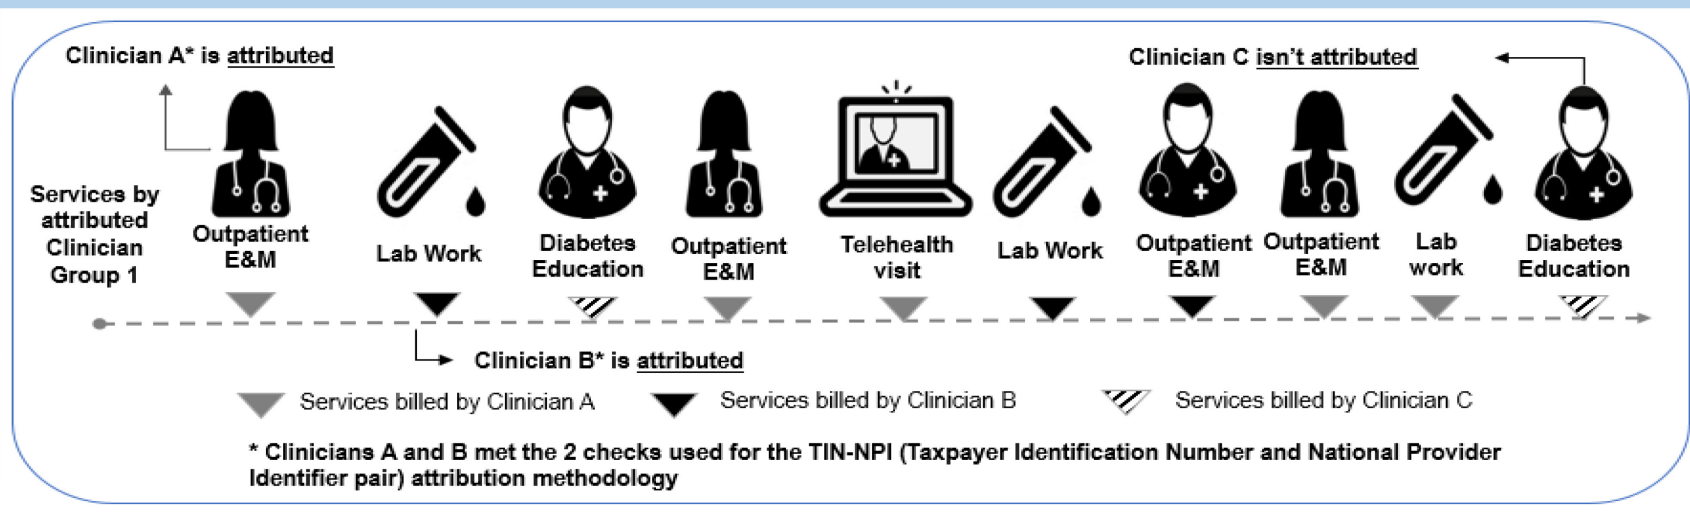 Clinician A* is attributed
Clinician C isn't attributed
Services by
attributed
Clinician
Group 1
Outpatient
E&M
Lab Work
Diabetes
Education
Outpatient
E&M
Telehealth
visit
Lab Work
Outpatient
E&M
Outpatient
E&M
Lab
work
Diabetes
Education
Clinician B* is attributed
Services billed by Clinician A
Services billed by Clinician B
Services billed by Clinician C
* Clinicians A and B met the 2 checks used for the TIN-NPI (Taxpayer Identification Number and National Provider
Identifier pair) attribution methodology